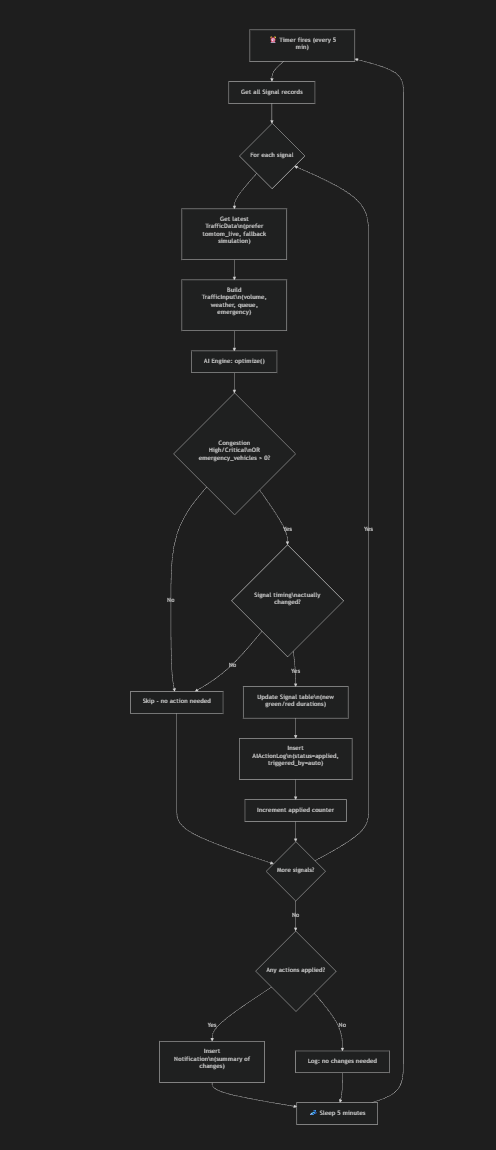 ⏰ Timer fires (every 5
min)
Get all Signal records
For each signal
Get latest
TrafficData\n(prefer
tomtom_live, fallback
simulation)
Build
TrafficInput\n(volume,
weather, queue,
emergency)
AI Engine: optimize()
Congestion
High/Critical\nOR
emergency_vehicles > 0?
Yes
Yes
Signal timing\nactually
changed?
No
No
Yes
Skip - no action needed
Update Signal table\n(new
green/red durations)
Insert
AIActionLog\n(status=applied,
triggered_by=auto)
Increment applied counter
More signals?
No
Any actions applied?
Yes
No
Insert
Notification\n(summary of
changes)
Log: no changes needed
💤 Sleep 5 minutes